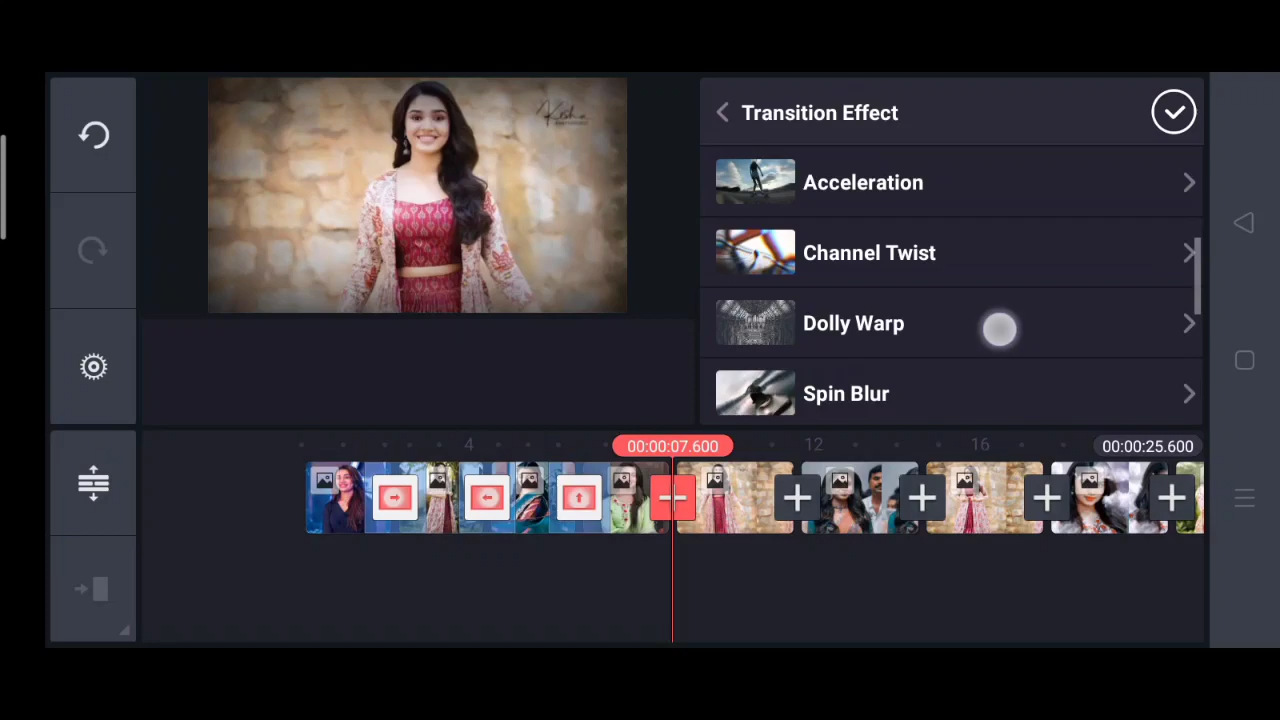 Transition Effect
Acceleration
Channel Twist
Dolly Warp
Spin Blur
4
00:00:07.600
12
16
00:00:25.600